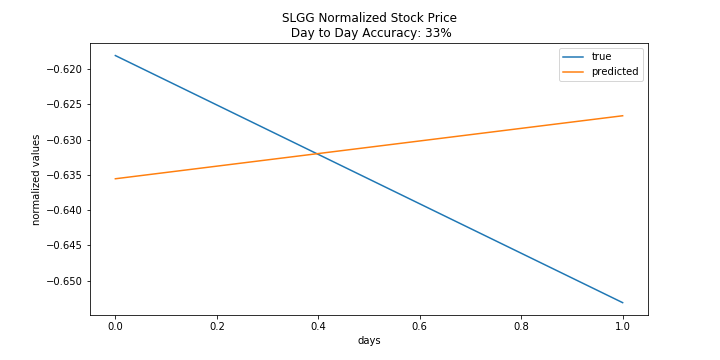 SLGG Normalized Stock Price
Day to Day Accuracy: 33%
true
predicted
normalized values
−0.620
−0.625
−0.630
−0.635
−0.640
−0.645
−0.650
0.0 0.2 0.4 0.6 0.8 1.0
days